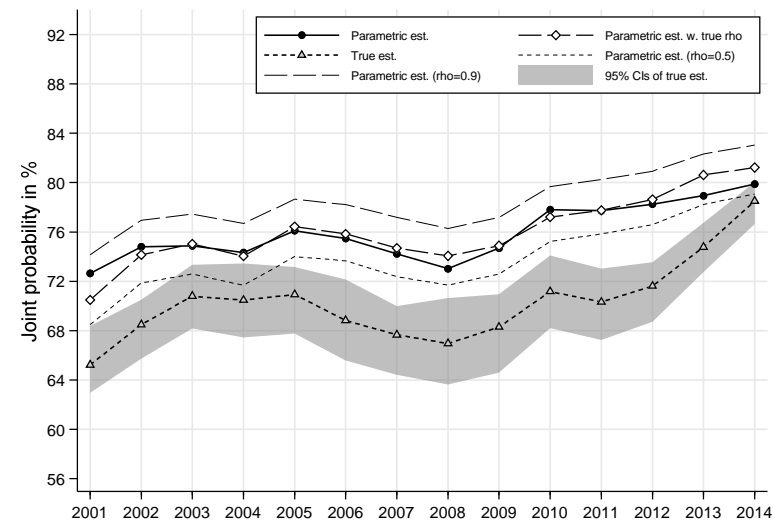 Parametric est.
Parametric est. w. true rho
True est.
Parametric est. (rho=0.5)
Parametric est. (rho=0.9)
95% CIs of true est.
Joint probability in %
92
88
84
80
76
72
68
64
60
56
2001 2002 2003 2004 2005 2006 2007 2008 2009 2010 2011 2012 2013 2014